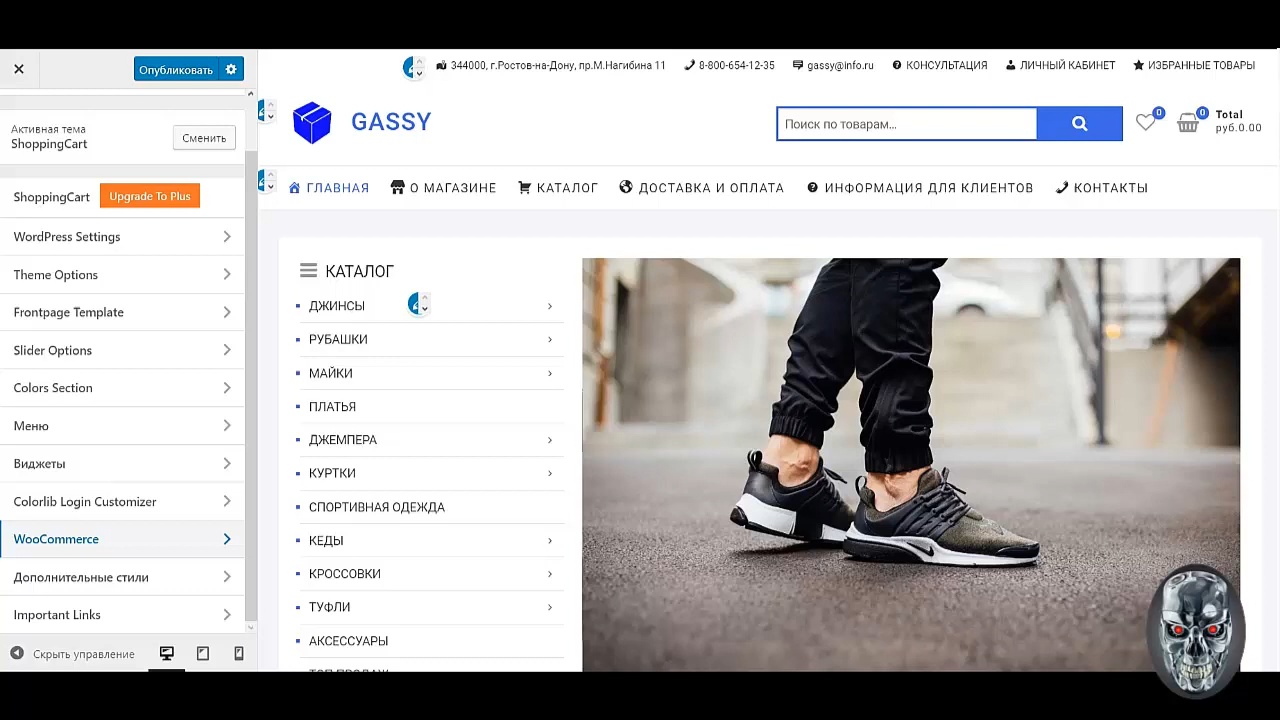 Опубликовать
Активная тема
ShoppingCart
Сменить
ShoppingCart
Upgrade To Plus
WordPress Settings
Theme Options
Frontpage Template
Slider Options
Colors Section
Меню
Виджеты
Colorlib Login Customizer
WooCommerce
Дополнительные стили
Important Links
Скрыть управление
344000, г.Ростов-на-Дону, пр.М.Нагибина 11
8-800-654-12-35
gassy@info.ru
КОНСУЛЬТАЦИЯ
ЛИЧНЫЙ КАБИНЕТ
ИЗБРАННЫЕ ТОВАРЫ
GASSY
Поиск по товарам...
0
0
Total
руб.0.00
ГЛАВНАЯ
О МАГАЗИНЕ
КАТАЛОГ
ДОСТАВКА И ОПЛАТА
ИНФОРМАЦИЯ ДЛЯ КЛИЕНТОВ
КОНТАКТЫ
КАТАЛОГ
ДЖИНСЫ
РУБАШКИ
МАЙКИ
ПЛАТЬЯ
ДЖЕМПЕРА
КУРТКИ
СПОРТИВНАЯ ОДЕЖДА
КЕДЫ
КРОССОВКИ
ТУФЛИ
АКСЕССУАРЫ